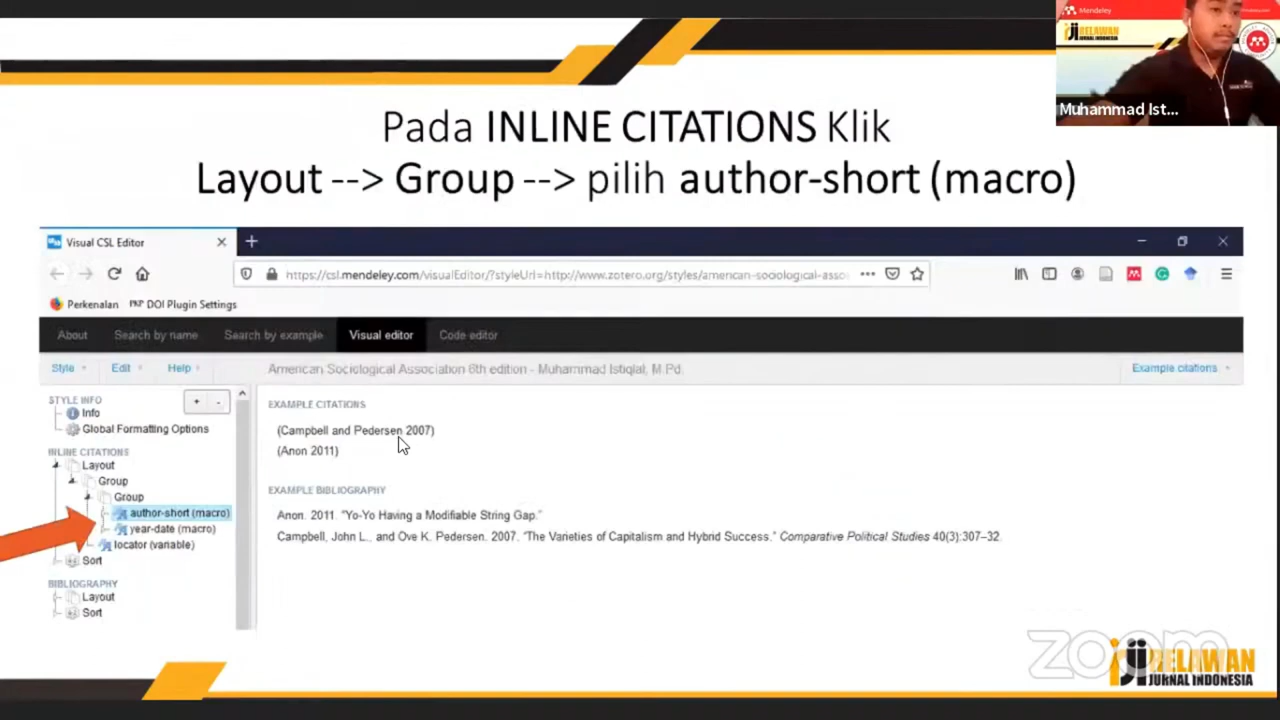 Mendeley
RELAWAN
JURNAL INDONESIA
Muhammad Ist...
Pada INLINE CITATIONS Klik
Layout --> Group --> pilih author-short (macro)
Visual CSL Editor
https://csl.mendeley.com/visualEditor/?styleUrl=http://www.zotero.org/styles/american-sociological-asso
Perkenalan PKP DOI Plugin Settings
About Search by name Search by example Visual editor Code editor
Style Edit Help American Sociological Association 6th edition - Muhammad Istiqlal, M.Pd. Example citations
STYLE INFO + -
Info
Global Formatting Options
INLINE CITATIONS
Layout
Group
Group
author-short (macro)
year-date (macro)
locator (variable)
Sort
BIBLIOGRAPHY
Layout
Sort
EXAMPLE CITATIONS
(Campbell and Pedersen 2007)
(Anon 2011)
EXAMPLE BIBLIOGRAPHY
Anon. 2011. “Yo-Yo Having a Modifiable String Gap.”
Campbell, John L., and Ove K. Pedersen. 2007. “The Varieties of Capitalism and Hybrid Success.” Comparative Political Studies 40(3):307–32.
zoom
RELAWAN
JURNAL INDONESIA